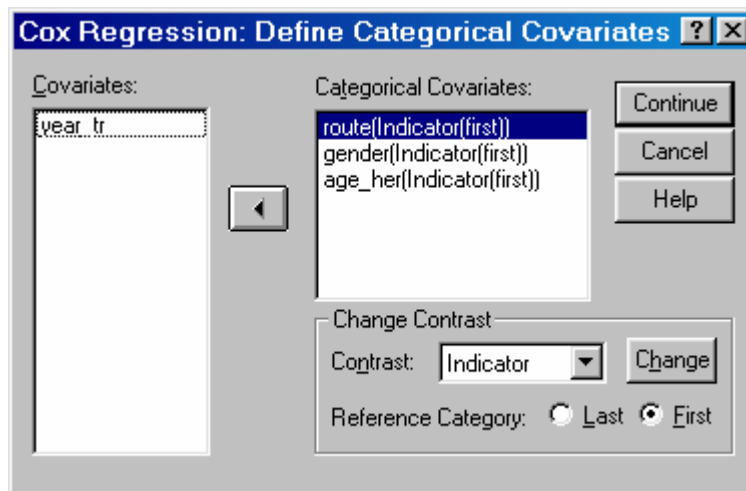 Cox Regression: Define Categorical Covariates ? ×
Covariates:
year_tr
Categorical Covariates:
route(Indicator(first))
gender(Indicator(first))
age_her(Indicator(first))
Continue
Cancel
Help
Change Contrast
Contrast: Indicator Change
Reference Category: Last First